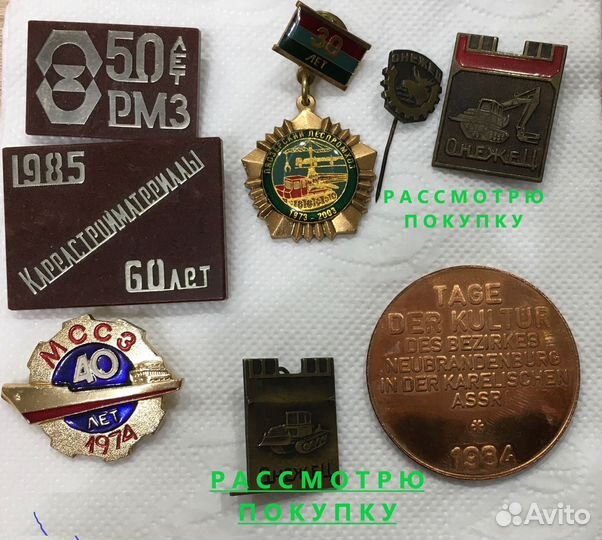 50 ЛЕТ
РМЗ
1985
КАРЕЛСТРОЙМАТЕРИАЛЫ
60 ЛЕТ
30
ЛЕТ
ЛЕСПРОМХОЗ
1973 - 2003
ОНЕЖЕЦ
РАССМОТРЮ
ПОКУПКУ
МССЗ
40
ЛЕТ
1974
ОНЕЖЕЦ
РАССМОТРЮ
ПОКУПКУ
TAGE
DER KULTUR
DES BEZIRKES
NEUBRANDENBURG
IN DER KARELISCHEN
ASSR
1984
Avito